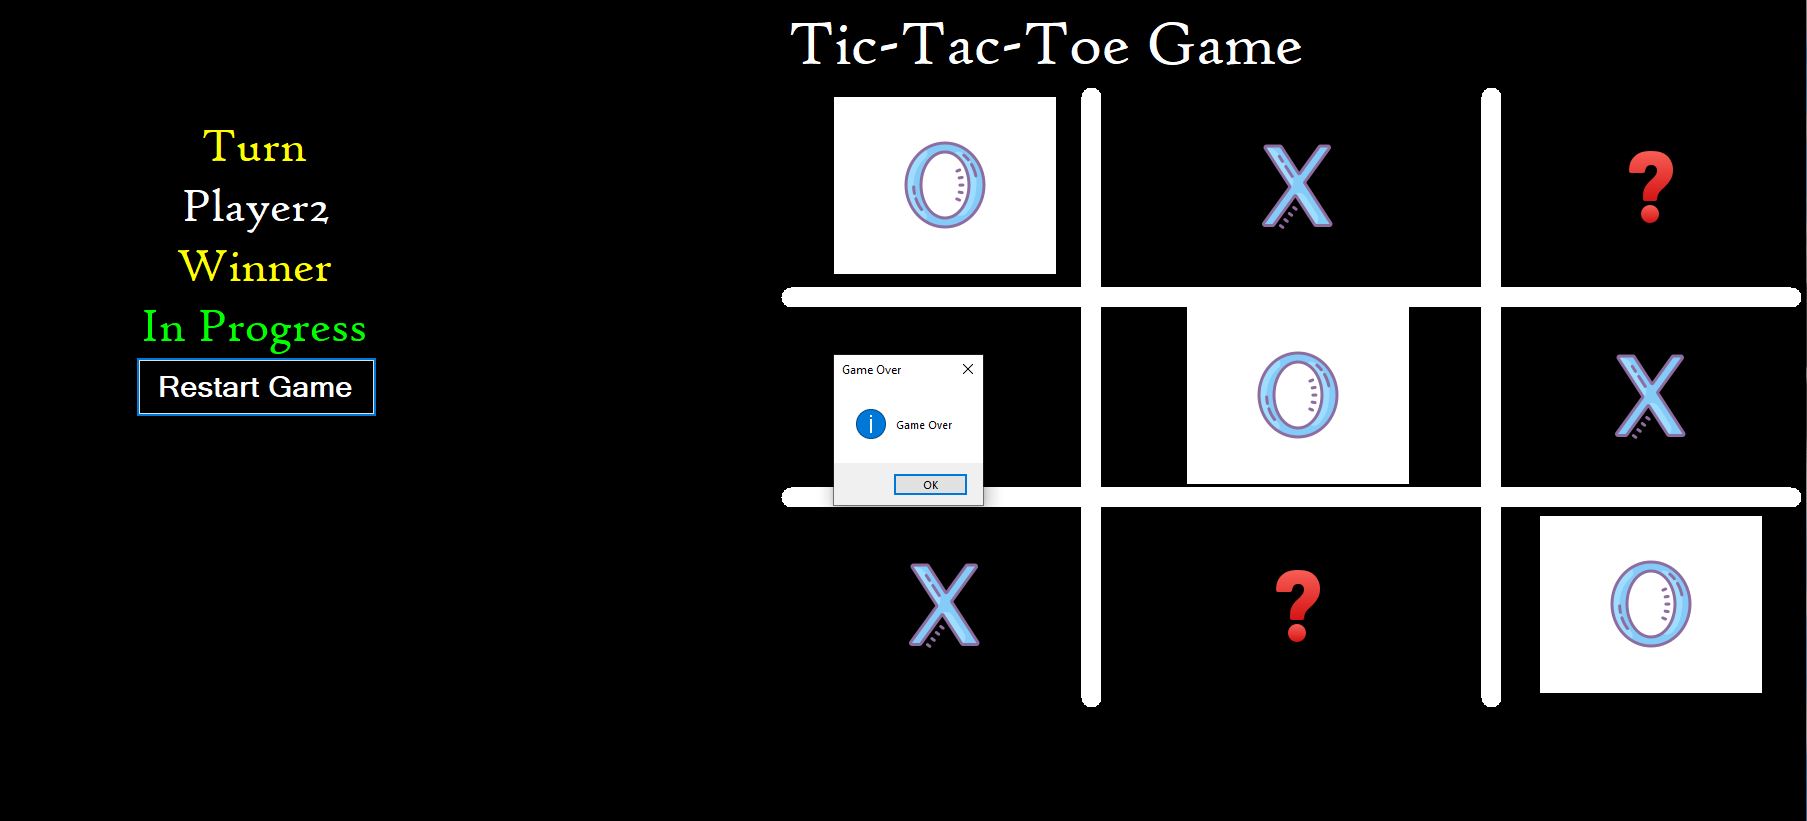 Tic-Tac-Toe Game
Turn
Player2
Winner
In Progress
Restart Game
O X ?
Game Over
Game Over
OK
O X
X ? O